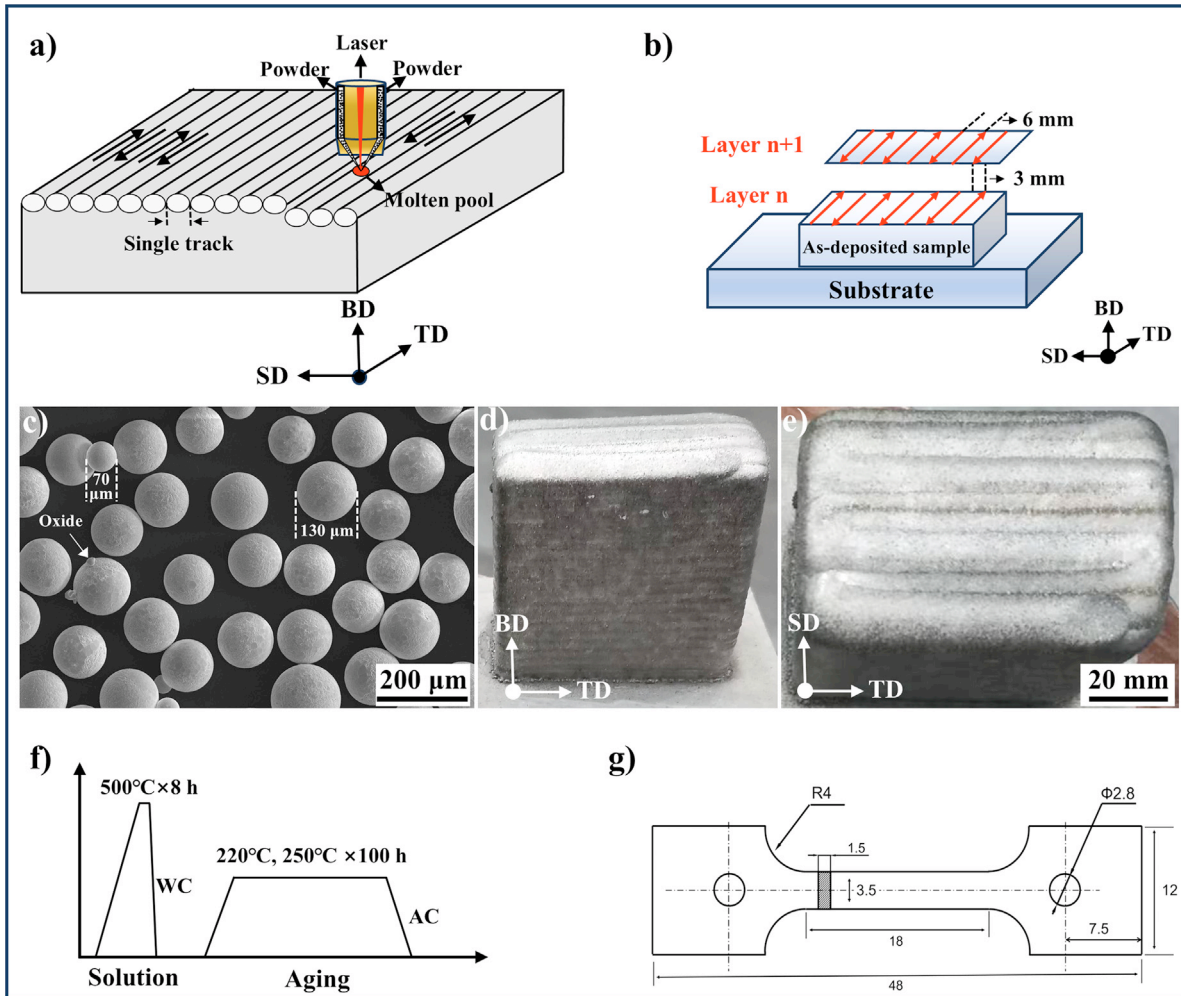 a)
Laser
Powder
Powder
Molten pool
Single track
BD
TD
SD
b)
6 mm
Layer n+1
3 mm
Layer n
As-deposited sample
Substrate
BD
TD
SD
c)
70
μm
130 μm
Oxide
200 μm
d)
BD
TD
e)
SD
TD
20 mm
f)
500°C×8 h
WC
220°C, 250°C ×100 h
AC
Solution
Aging
g)
R4
Φ2.8
1.5
3.5
12
7.5
18
48